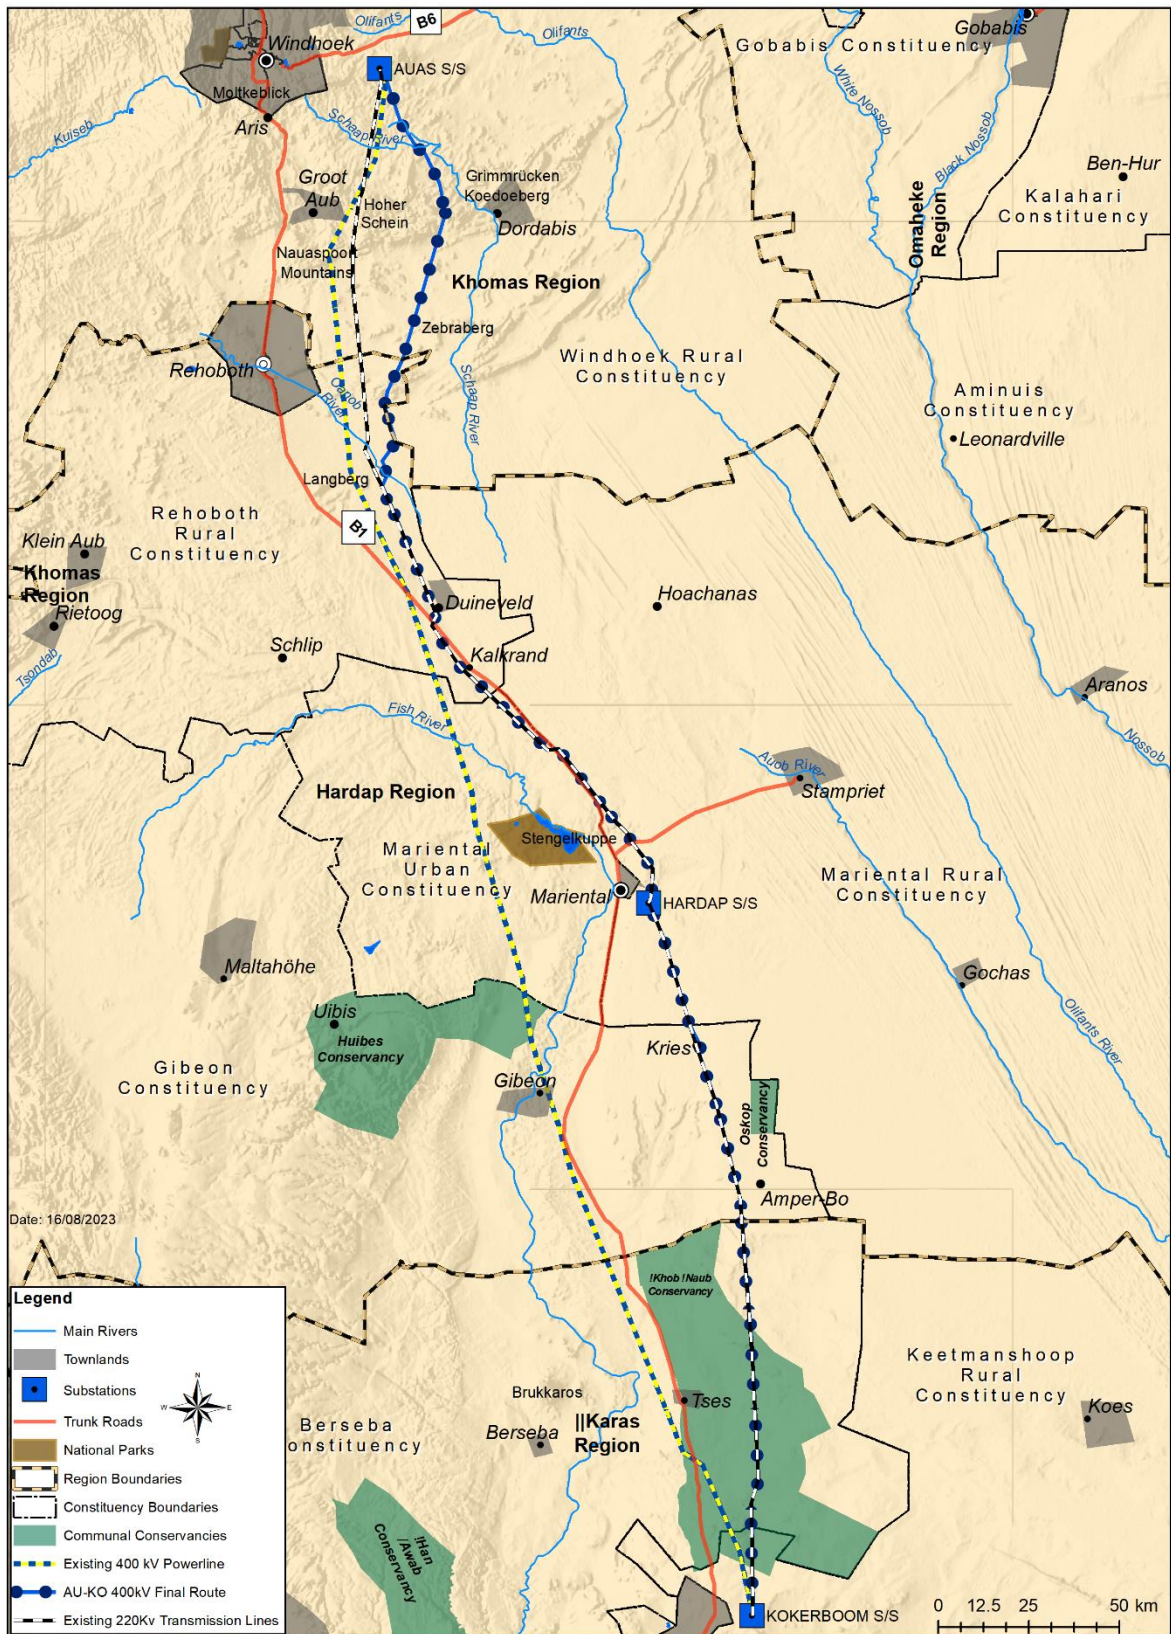 Olifants
B6
Olifants
Gobabis
Windhoek
Gobabis Constituency
AUAS S/S
White Nossob
Moltkeblick
Aris
Schaap River
Kuiseb
Black Nossob
Ben-Hur
Groot
Aub
Grimmrücken
Koedoeberg
Kalahari
Constituency
Hoher
Schein
Dordabis
Omaheke
Region
Nauaspoort
Mountains
Khomas Region
Zebraberg
Windhoek Rural
Constituency
Rehoboth
Oanob
River
Schaap River
Aminuis
Constituency
Leonardville
Langberg
Rehoboth
Rural
Constituency
B1
Klein Aub
Khomas
Region
Rietoog
Duineveld
Hoachanas
Schlip
Kalkrand
Tsondab
Aranos
Fish River
Nossob
Auob River
Stampriet
Hardap Region
Stengelkuppe
Mariental
Urban
Constituency
Mariental Rural
Constituency
Mariental
HARDAP S/S
Maltahöhe
Gochas
Uibis
Huibes
Conservancy
Olifants River
Kries
Gibeon
Constituency
Gibeon
Oskop
Conservancy
Amper-Bo
Date: 16/08/2023
!Khob !Naub
Conservancy
Keetmanshoop
Rural
Constituency
Brukkaros
Tses
Koes
||Karas
Region
Berseba
Berseba
onstituency
!Han
/Awab
Conservancy
KOKERBOOM S/S
Legend
Main Rivers
Townlands
Substations
Trunk Roads
National Parks
Region Boundaries
Constituency Boundaries
Communal Conservancies
Existing 400 kV Powerline
AU-KO 400kV Final Route
Existing 220Kv Transmission Lines
N
W
E
S
0 12.5 25 50 km